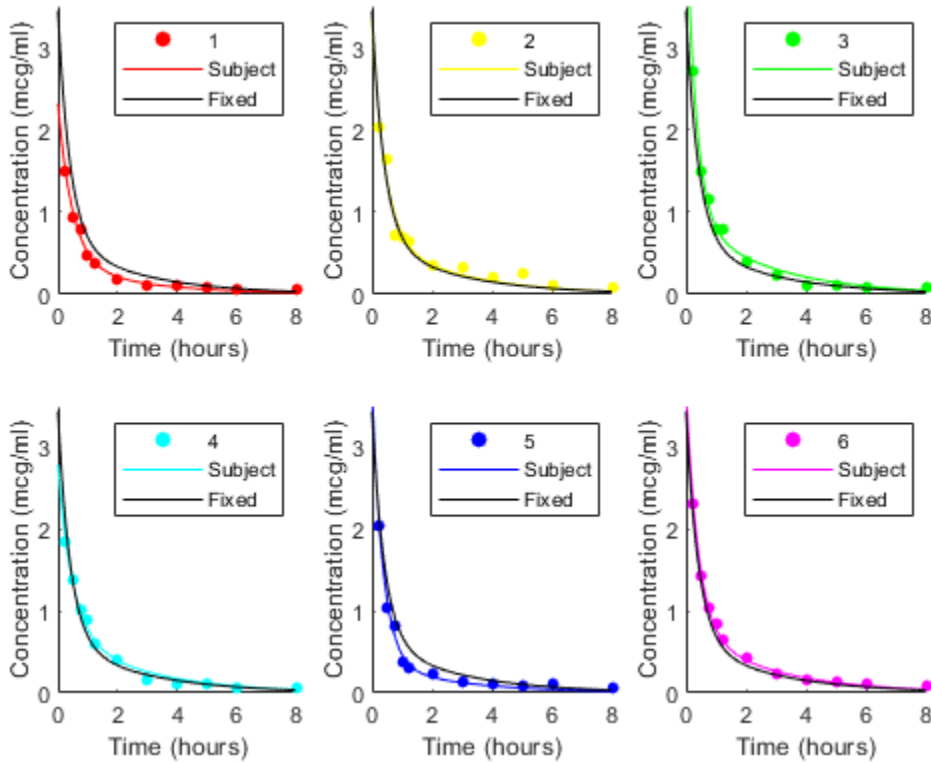 Concentration (mcg/ml)
3
2
1
0
1
Subject
Fixed
0 2 4 6 8
Time (hours)
Concentration (mcg/ml)
3
2
1
0
2
Subject
Fixed
0 2 4 6 8
Time (hours)
Concentration (mcg/ml)
3
2
1
0
3
Subject
Fixed
0 2 4 6 8
Time (hours)
Concentration (mcg/ml)
3
2
1
0
4
Subject
Fixed
0 2 4 6 8
Time (hours)
Concentration (mcg/ml)
3
2
1
0
5
Subject
Fixed
0 2 4 6 8
Time (hours)
Concentration (mcg/ml)
3
2
1
0
6
Subject
Fixed
0 2 4 6 8
Time (hours)